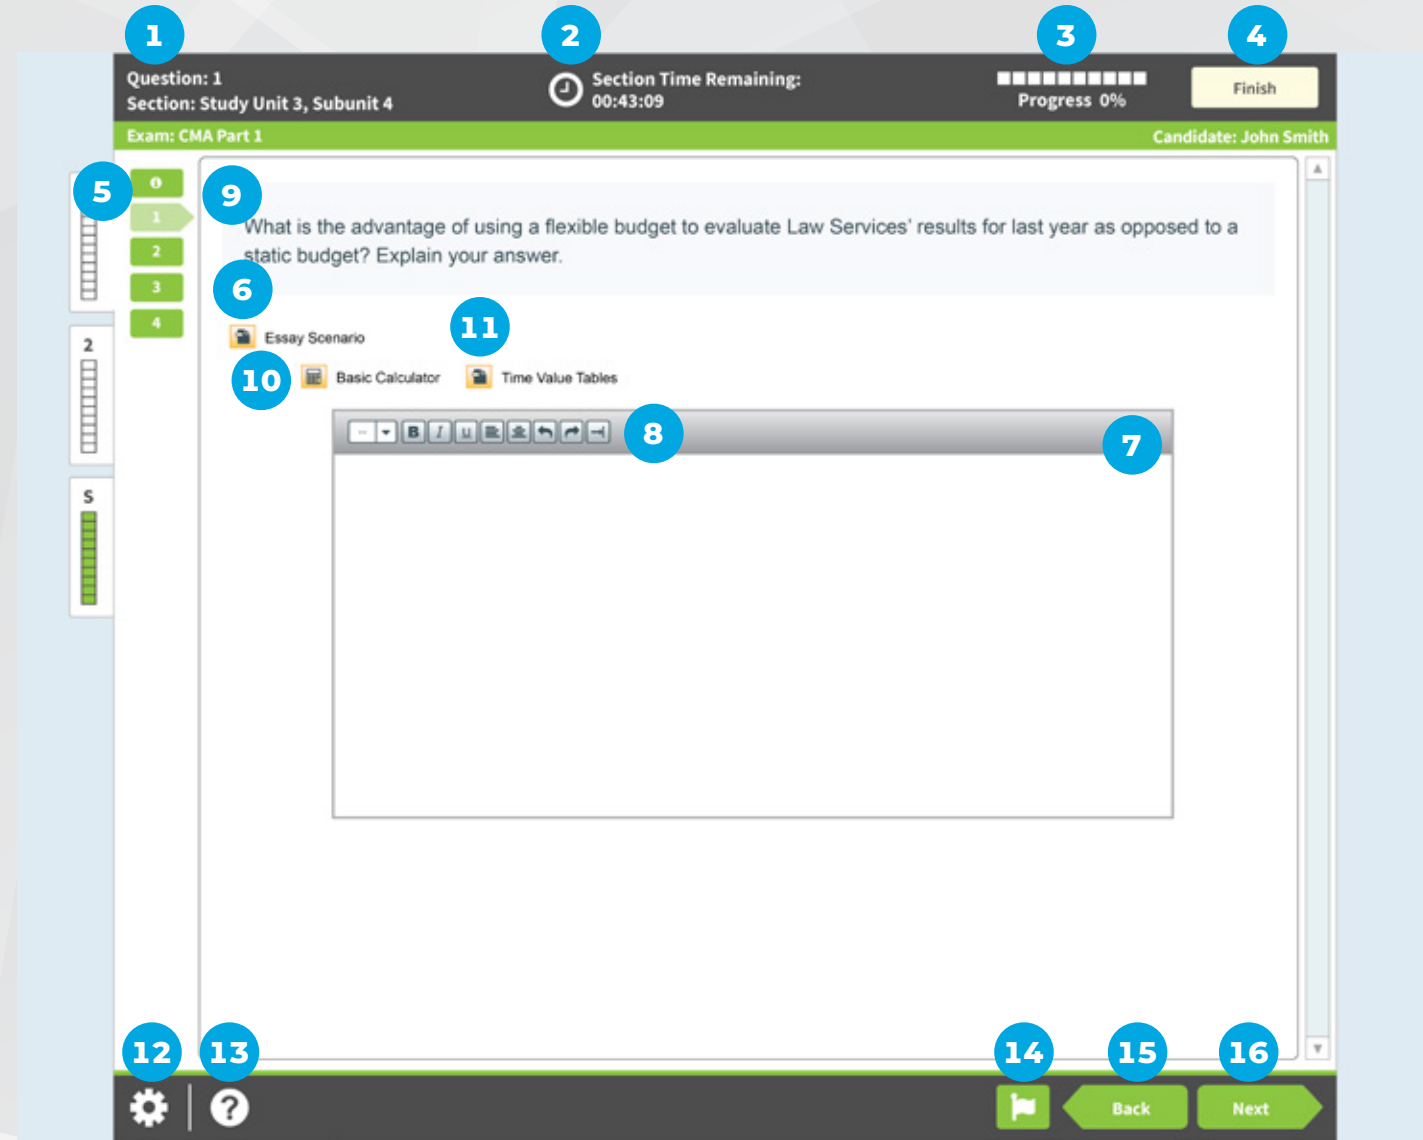 1
2
3
4
Question: 1
Section: Study Unit 3, Subunit 4
Section Time Remaining:
00:43:09
Progress 0%
Finish
Exam: CMA Part 1
Candidate: John Smith
5
1
2
3
4
2
S
9
What is the advantage of using a flexible budget to evaluate Law Services' results for last year as opposed to a
static budget? Explain your answer.
6
Essay Scenario
11
10
Basic Calculator
Time Value Tables
B I U
8
7
12
13
14
15
16
?
Back
Next